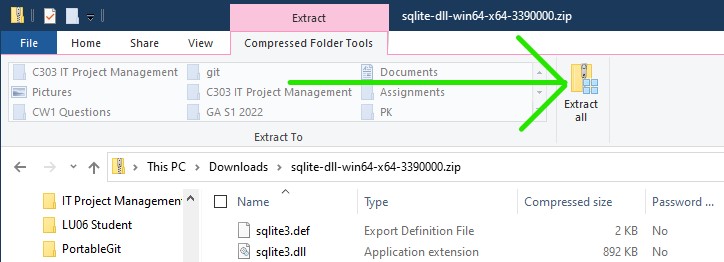 Extract sqlite-dll-win64-x64-3390000.zip
File Home Share View Compressed Folder Tools
C303 IT Project Management git Documents
Pictures C303 IT Project Management Assignments
CW1 Questions GA S1 2022 PK
Extract
all
Extract To
This PC > Downloads > sqlite-dll-win64-x64-3390000.zip
IT Project Managemen Name Type Compressed size Password ...
LU06 Student sqlite3.def Export Definition File 2 KB No
PortableGit sqlite3.dll Application extension 892 KB No